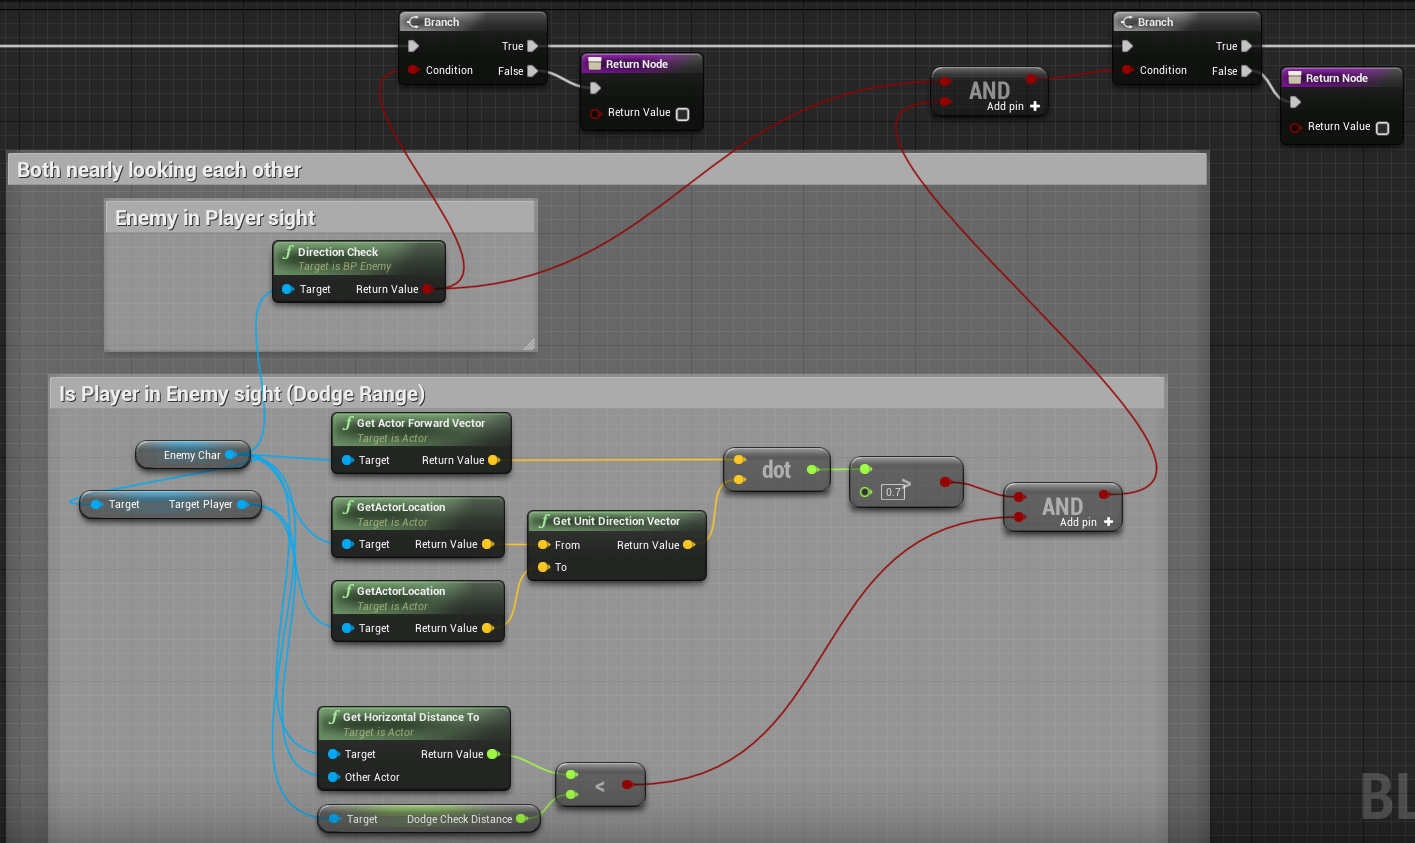 Branch
True
Condition
False
Return Node
Return Value
AND
Add pin
Branch
True
Condition
False
Return Node
Return Value
Both nearly looking each other
Enemy in Player sight
Direction Check
Target is BP Enemy
Target Return Value
Is Player in Enemy sight (Dodge Range)
Enemy Char
Target Target Player
Get Actor Forward Vector
Target is Actor
Target Return Value
GetActorLocation
Target is Actor
Target Return Value
GetActorLocation
Target is Actor
Target Return Value
Get Unit Direction Vector
From Return Value
To
dot
>
0.7
AND
Add pin
Get Horizontal Distance To
Target is Actor
Target Return Value
Other Actor
Target Dodge Check Distance
<
BL